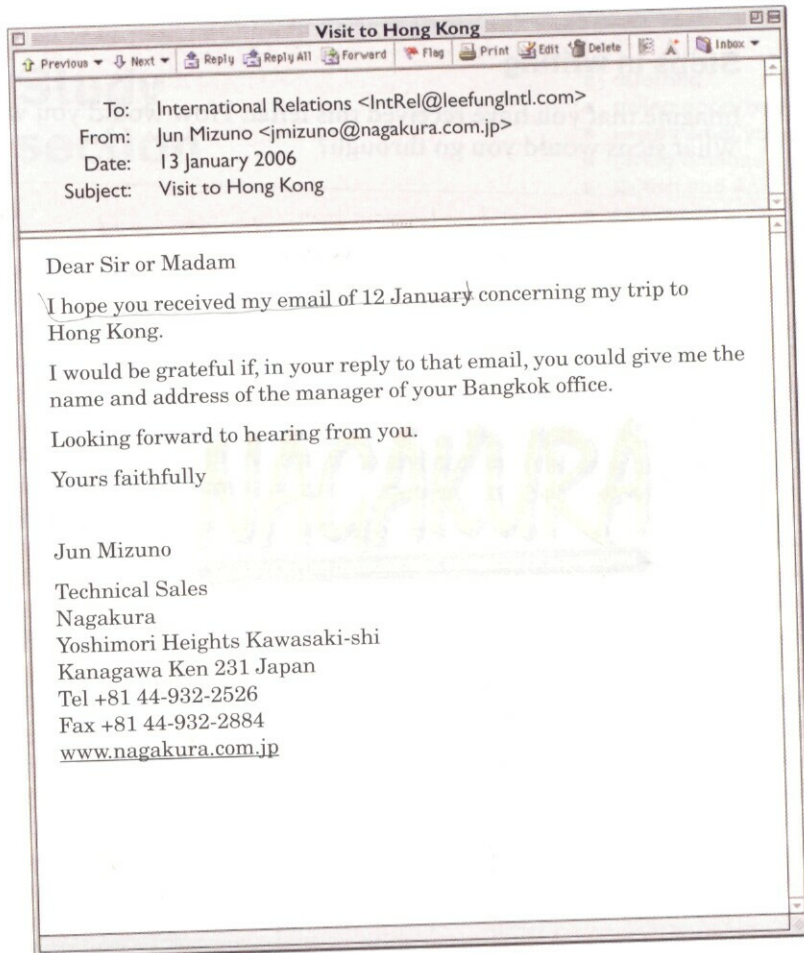 Visit to Hong Kong
Previous Next Reply Reply All Forward Flag Print Edit Delete Inbox
To: International Relations <IntRel@leefungIntl.com>
From: Jun Mizuno <jmizuno@nagakura.com.jp>
Date: 13 January 2006
Subject: Visit to Hong Kong
Dear Sir or Madam
I hope you received my email of 12 January concerning my trip to
Hong Kong.
I would be grateful if, in your reply to that email, you could give me the
name and address of the manager of your Bangkok office.
Looking forward to hearing from you.
Yours faithfully
Jun Mizuno
Technical Sales
Nagakura
Yoshimori Heights Kawasaki-shi
Kanagawa Ken 231 Japan
Tel +81 44-932-2526
Fax +81 44-932-2884
www.nagakura.com.jp